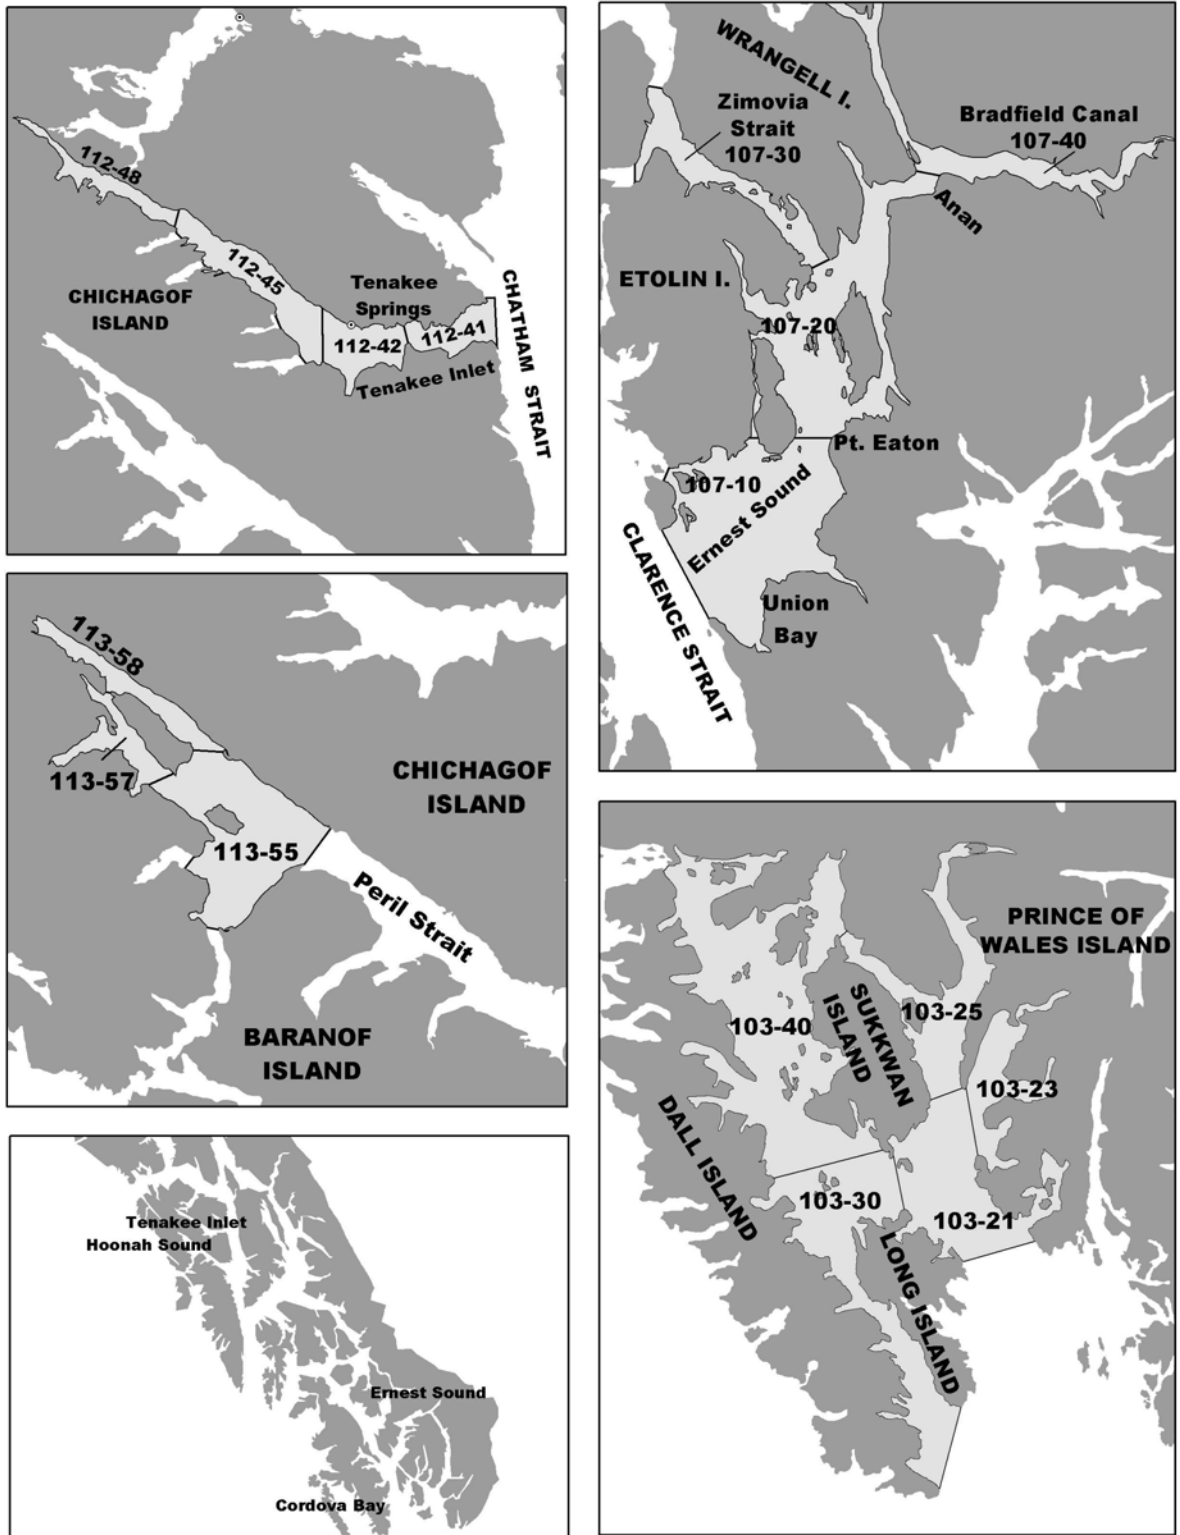 112-48
112-45
CHICHAGOF
ISLAND
Tenakee
Springs
112-42
112-41
Tenakee Inlet
CHATHAM STRAIT
WRANGELL I.
Zimovia
Strait
107-30
Bradfield Canal
107-40
Anan
ETOLIN I.
107-20
Pt. Eaton
107-10
Ernest Sound
CLARENCE STRAIT
Union
Bay
113-58
113-57
CHICHAGOF
ISLAND
113-55
Peril Strait
BARANOF
ISLAND
PRINCE OF
WALES ISLAND
103-40
SUKKWAN
ISLAND
103-25
103-23
DALL ISLAND
103-30
103-21
LONG ISLAND
Tenakee Inlet
Hoonah Sound
Ernest Sound
Cordova Bay